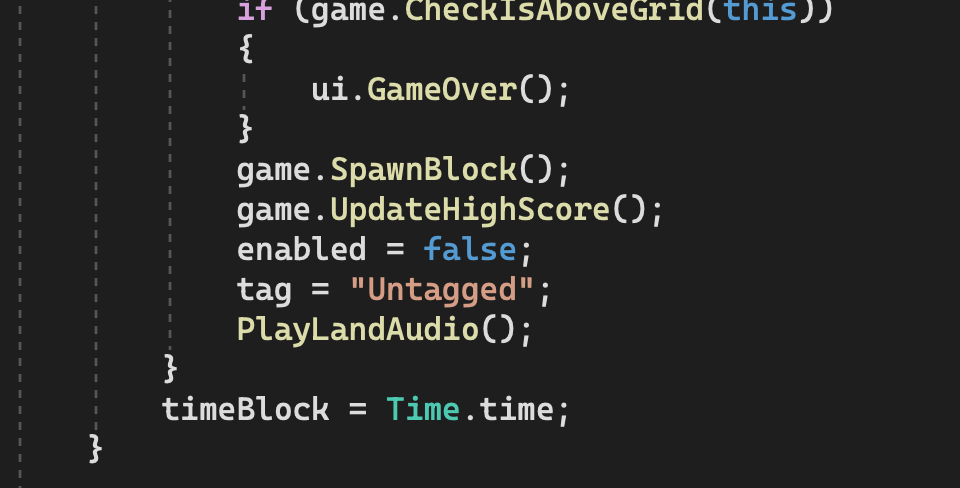 if (game.CheckIsAboveGrid(this))
{
ui.GameOver();
}
game.SpawnBlock();
game.UpdateHighScore();
enabled = false;
tag = "Untagged";
PlayLandAudio();
}
timeBlock = Time.time;
}